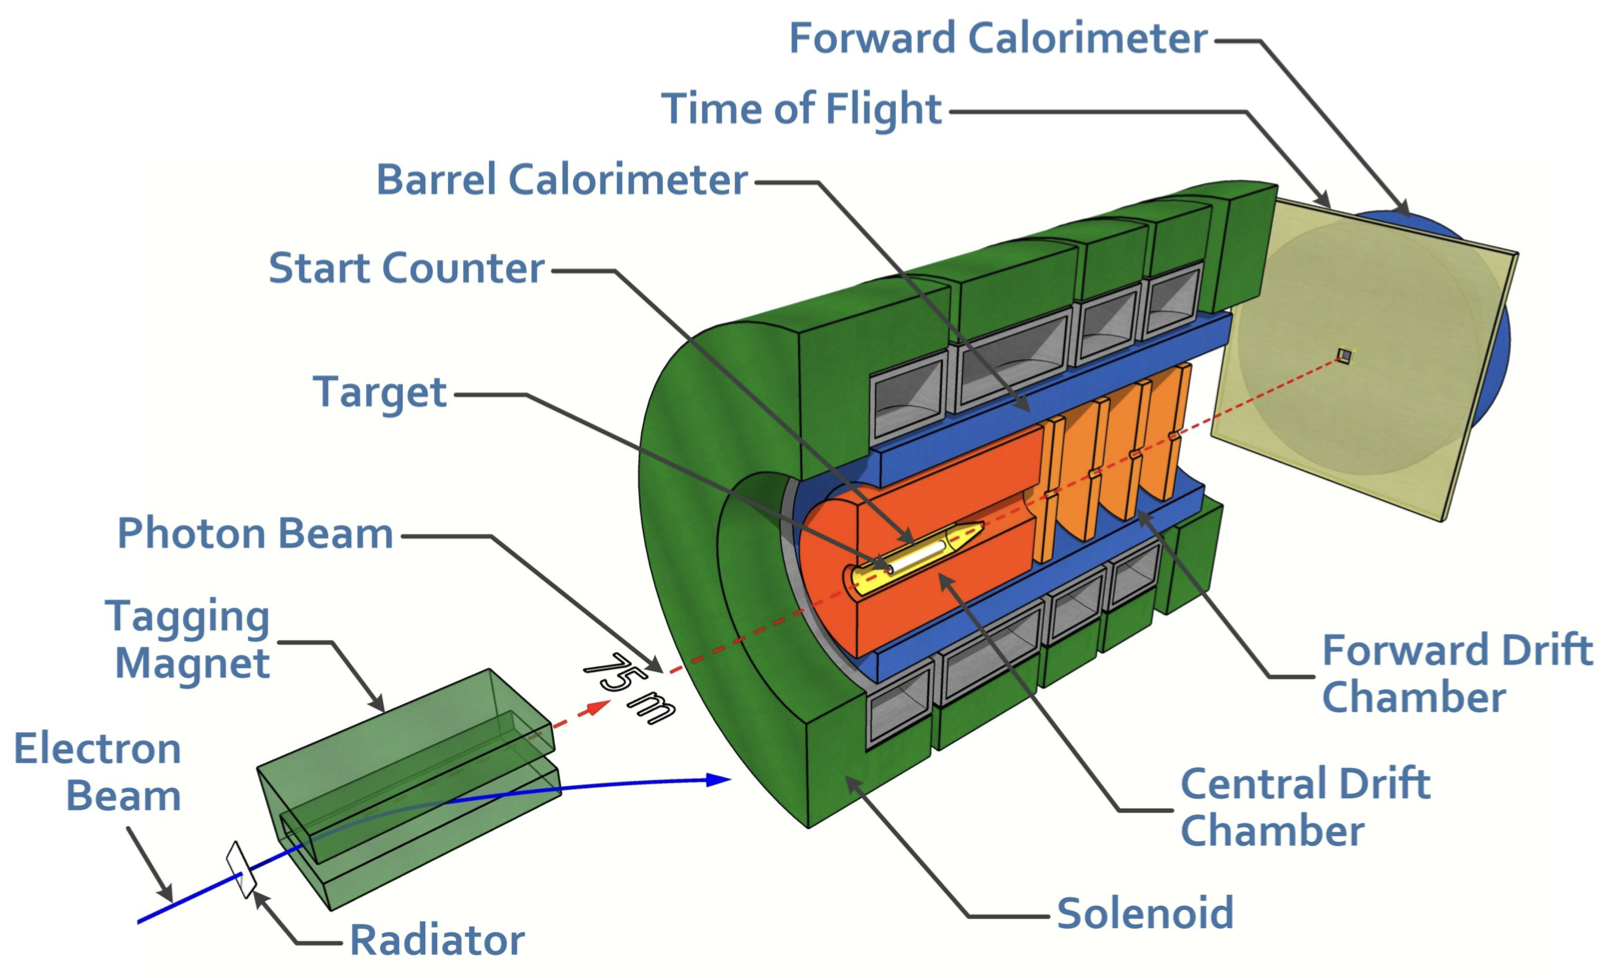 Forward Calorimeter
Time of Flight
Barrel Calorimeter
Start Counter
Target
Photon Beam
Tagging
Magnet
75 m
Electron
Beam
Radiator
Forward Drift
Chamber
Central Drift
Chamber
Solenoid